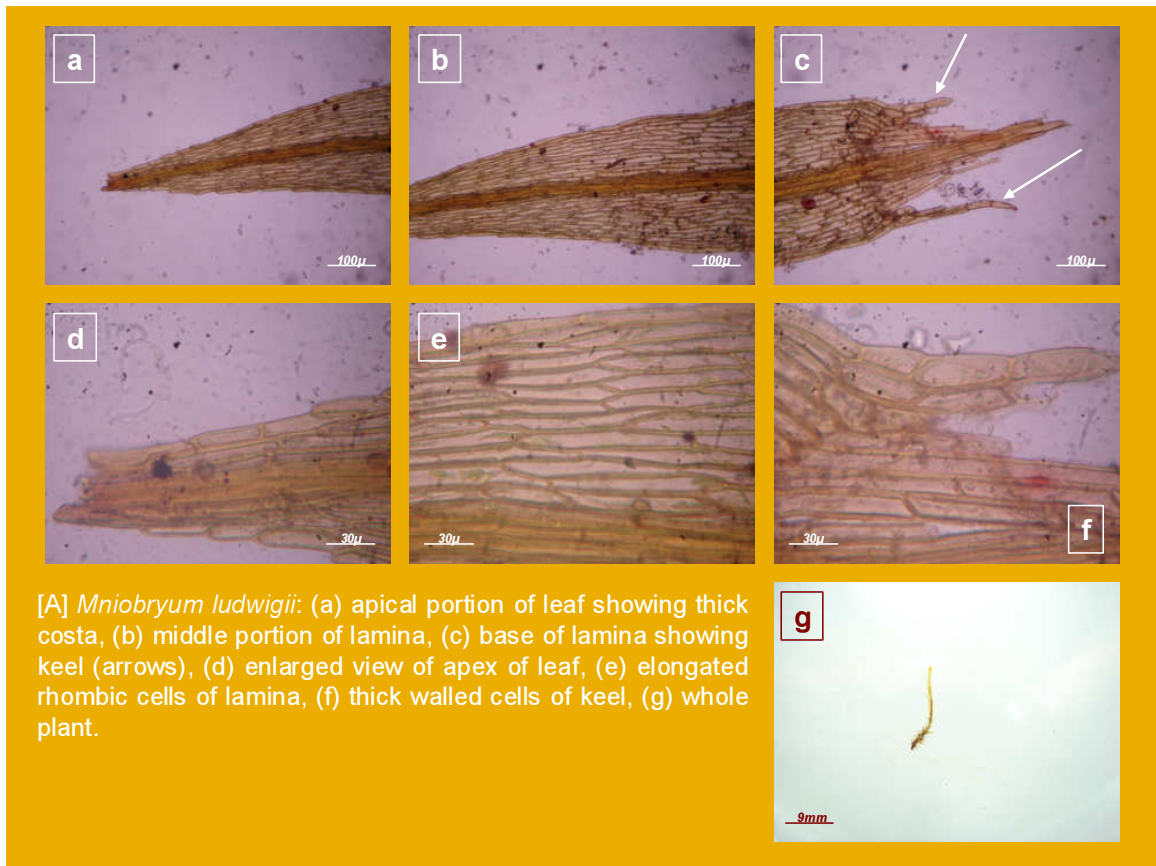 a
b
c
100µ
100µ
100µ
d
e
30µ
30µ
30µ
f
[A] Mniobryum ludwigii: (a) apical portion of leaf showing thick
costa, (b) middle portion of lamina, (c) base of lamina showing
keel (arrows), (d) enlarged view of apex of leaf, (e) elongated
rhombic cells of lamina, (f) thick walled cells of keel, (g) whole
plant.
g
9mm